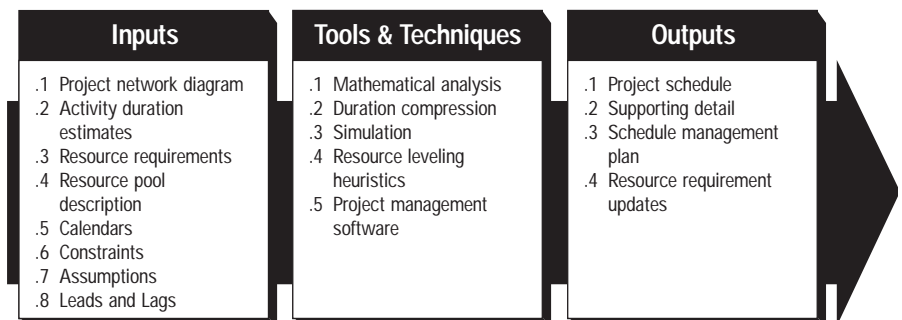 Inputs
.1 Project network diagram
.2 Activity duration
estimates
.3 Resource requirements
.4 Resource pool
description
.5 Calendars
.6 Constraints
.7 Assumptions
.8 Leads and Lags
Tools & Techniques
.1 Mathematical analysis
.2 Duration compression
.3 Simulation
.4 Resource leveling
heuristics
.5 Project management
software
Outputs
.1 Project schedule
.2 Supporting detail
.3 Schedule management
plan
.4 Resource requirement
updates